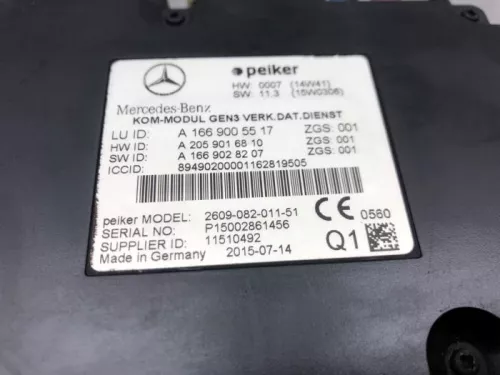 peiker
HW: 0007 (14W41)
SW: 11.3 (15W0306)
Mercedes-Benz
KOM-MODUL GEN3 VERK.DAT.DIENST
LU ID: A 166 900 55 17 ZGS: 001
HW ID: A 205 901 68 10 ZGS: 001
SW ID: A 166 902 82 07 ZGS: 001
ICCID: 89490200001162819505
peiker MODEL: 2609-082-011-51
SERIAL NO: P15002861456
SUPPLIER ID: 11510492
Made in Germany 2015-07-14
CE 0560
Q1